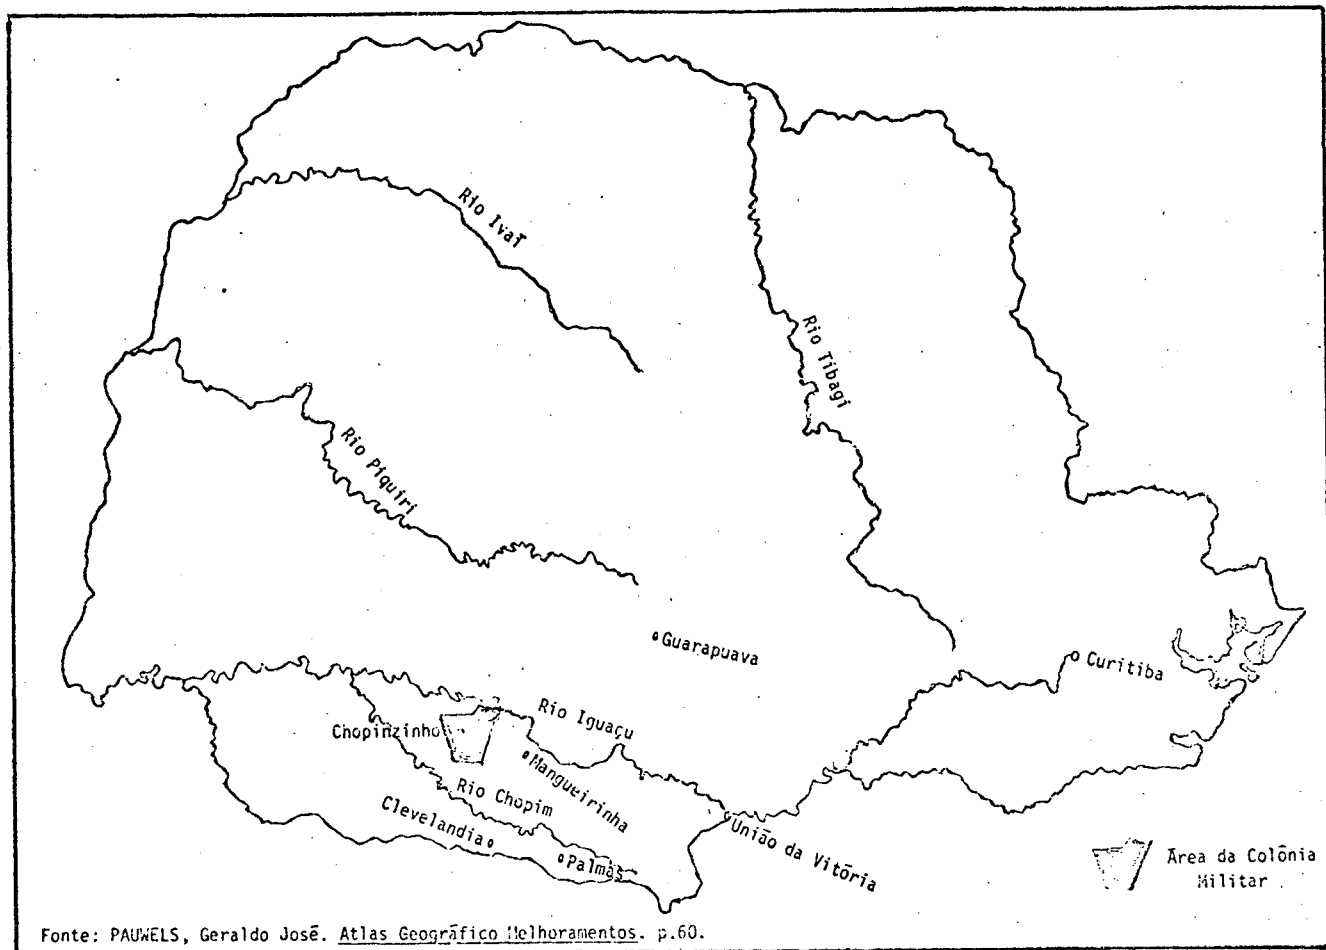 Rio Ivaí
Rio Tibagi
Rio Piquiri
Guarapuava
Curitiba
Rio Iguaçu
Chopinzinho
Mangueirinha
Rio Chopim
Clevelandia
Palmas
União da Vitória
Área da Colônia
Militar
Fonte: PAUWELS, Geraldo José. Atlas Geográfico Melhoramentos. p.60.